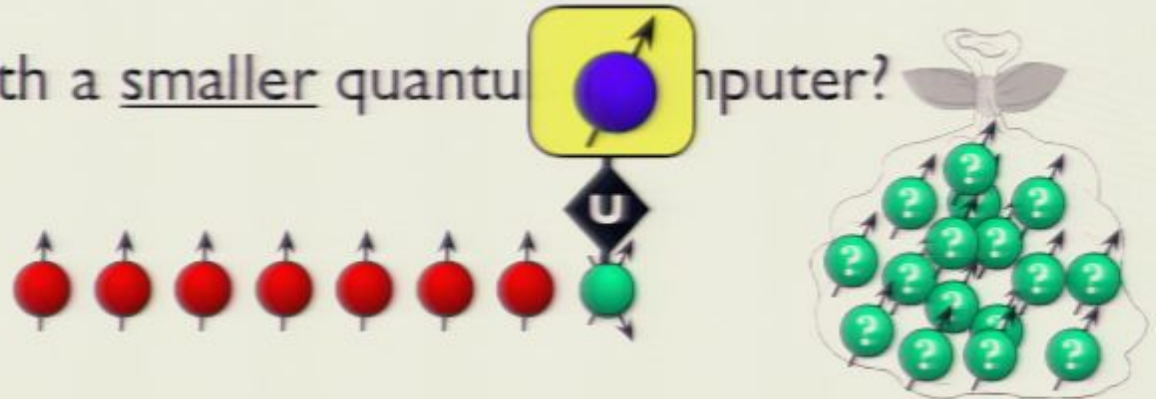 th a smaller quantu nputer?
U
? ? ? ? ? ? ? ? ? ? ? ? ? ? ?